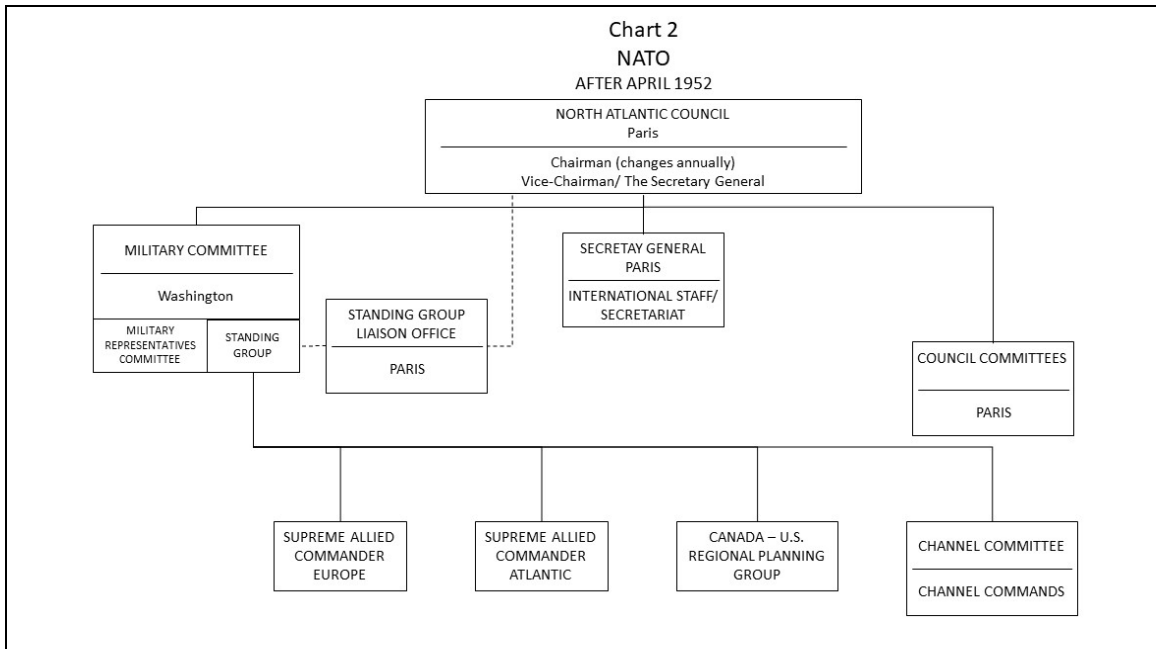 Chart 2
NATO
AFTER APRIL 1952
NORTH ATLANTIC COUNCIL
Paris
Chairman (changes annually)
Vice-Chairman/ The Secretary General
MILITARY COMMITTEE
Washington
MILITARY
REPRESENTATIVES
COMMITTEE
STANDING
GROUP
STANDING GROUP
LIAISON OFFICE
PARIS
SECRETAY GENERAL
PARIS
INTERNATIONAL STAFF/
SECRETARIAT
COUNCIL COMMITTEES
PARIS
SUPREME ALLIED
COMMANDER
EUROPE
SUPREME ALLIED
COMMANDER
ATLANTIC
CANADA – U.S.
REGIONAL PLANNING
GROUP
CHANNEL COMMITTEE
CHANNEL COMMANDS